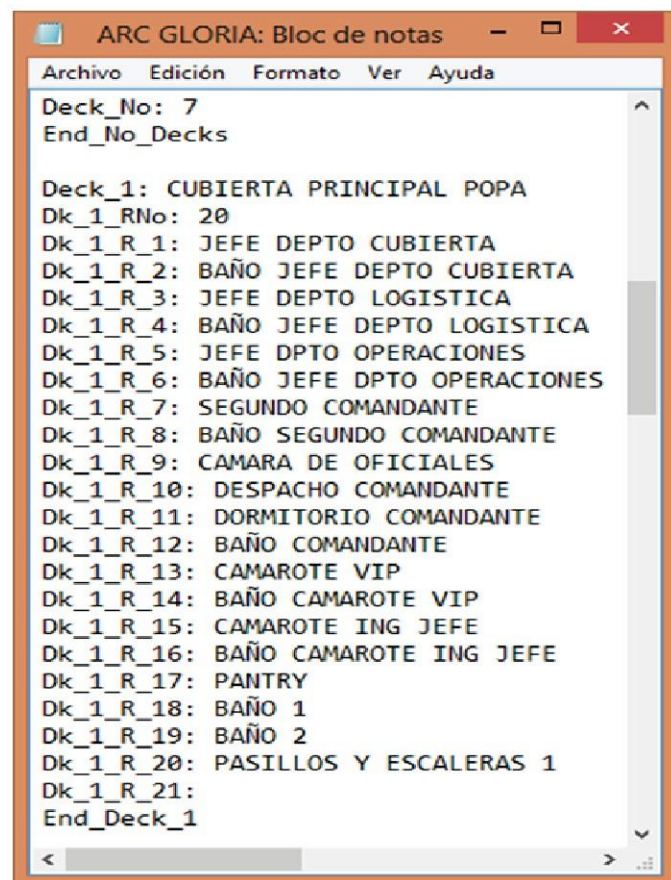 ARC GLORIA: Bloc de notas
Archivo Edición Formato Ver Ayuda
Deck_No: 7
End_No_Decks
Deck_1: CUBIERTA PRINCIPAL POPA
Dk_1_RNo: 20
Dk_1_R_1: JEFE DEPTO CUBIERTA
Dk_1_R_2: BAÑO JEFE DEPTO CUBIERTA
Dk_1_R_3: JEFE DEPTO LOGISTICA
Dk_1_R_4: BAÑO JEFE DEPTO LOGISTICA
Dk_1_R_5: JEFE DPTO OPERACIONES
Dk_1_R_6: BAÑO JEFE DPTO OPERACIONES
Dk_1_R_7: SEGUNDO COMANDANTE
Dk_1_R_8: BAÑO SEGUNDO COMANDANTE
Dk_1_R_9: CAMARA DE OFICIALES
Dk_1_R_10: DESPACHO COMANDANTE
Dk_1_R_11: DORMITORIO COMANDANTE
Dk_1_R_12: BAÑO COMANDANTE
Dk_1_R_13: CAMAROTE VIP
Dk_1_R_14: BAÑO CAMAROTE VIP
Dk_1_R_15: CAMAROTE ING JEFE
Dk_1_R_16: BAÑO CAMAROTE ING JEFE
Dk_1_R_17: PANTRY
Dk_1_R_18: BAÑO 1
Dk_1_R_19: BAÑO 2
Dk_1_R_20: PASILLOS Y ESCALERAS 1
Dk_1_R_21:
End_Deck_1